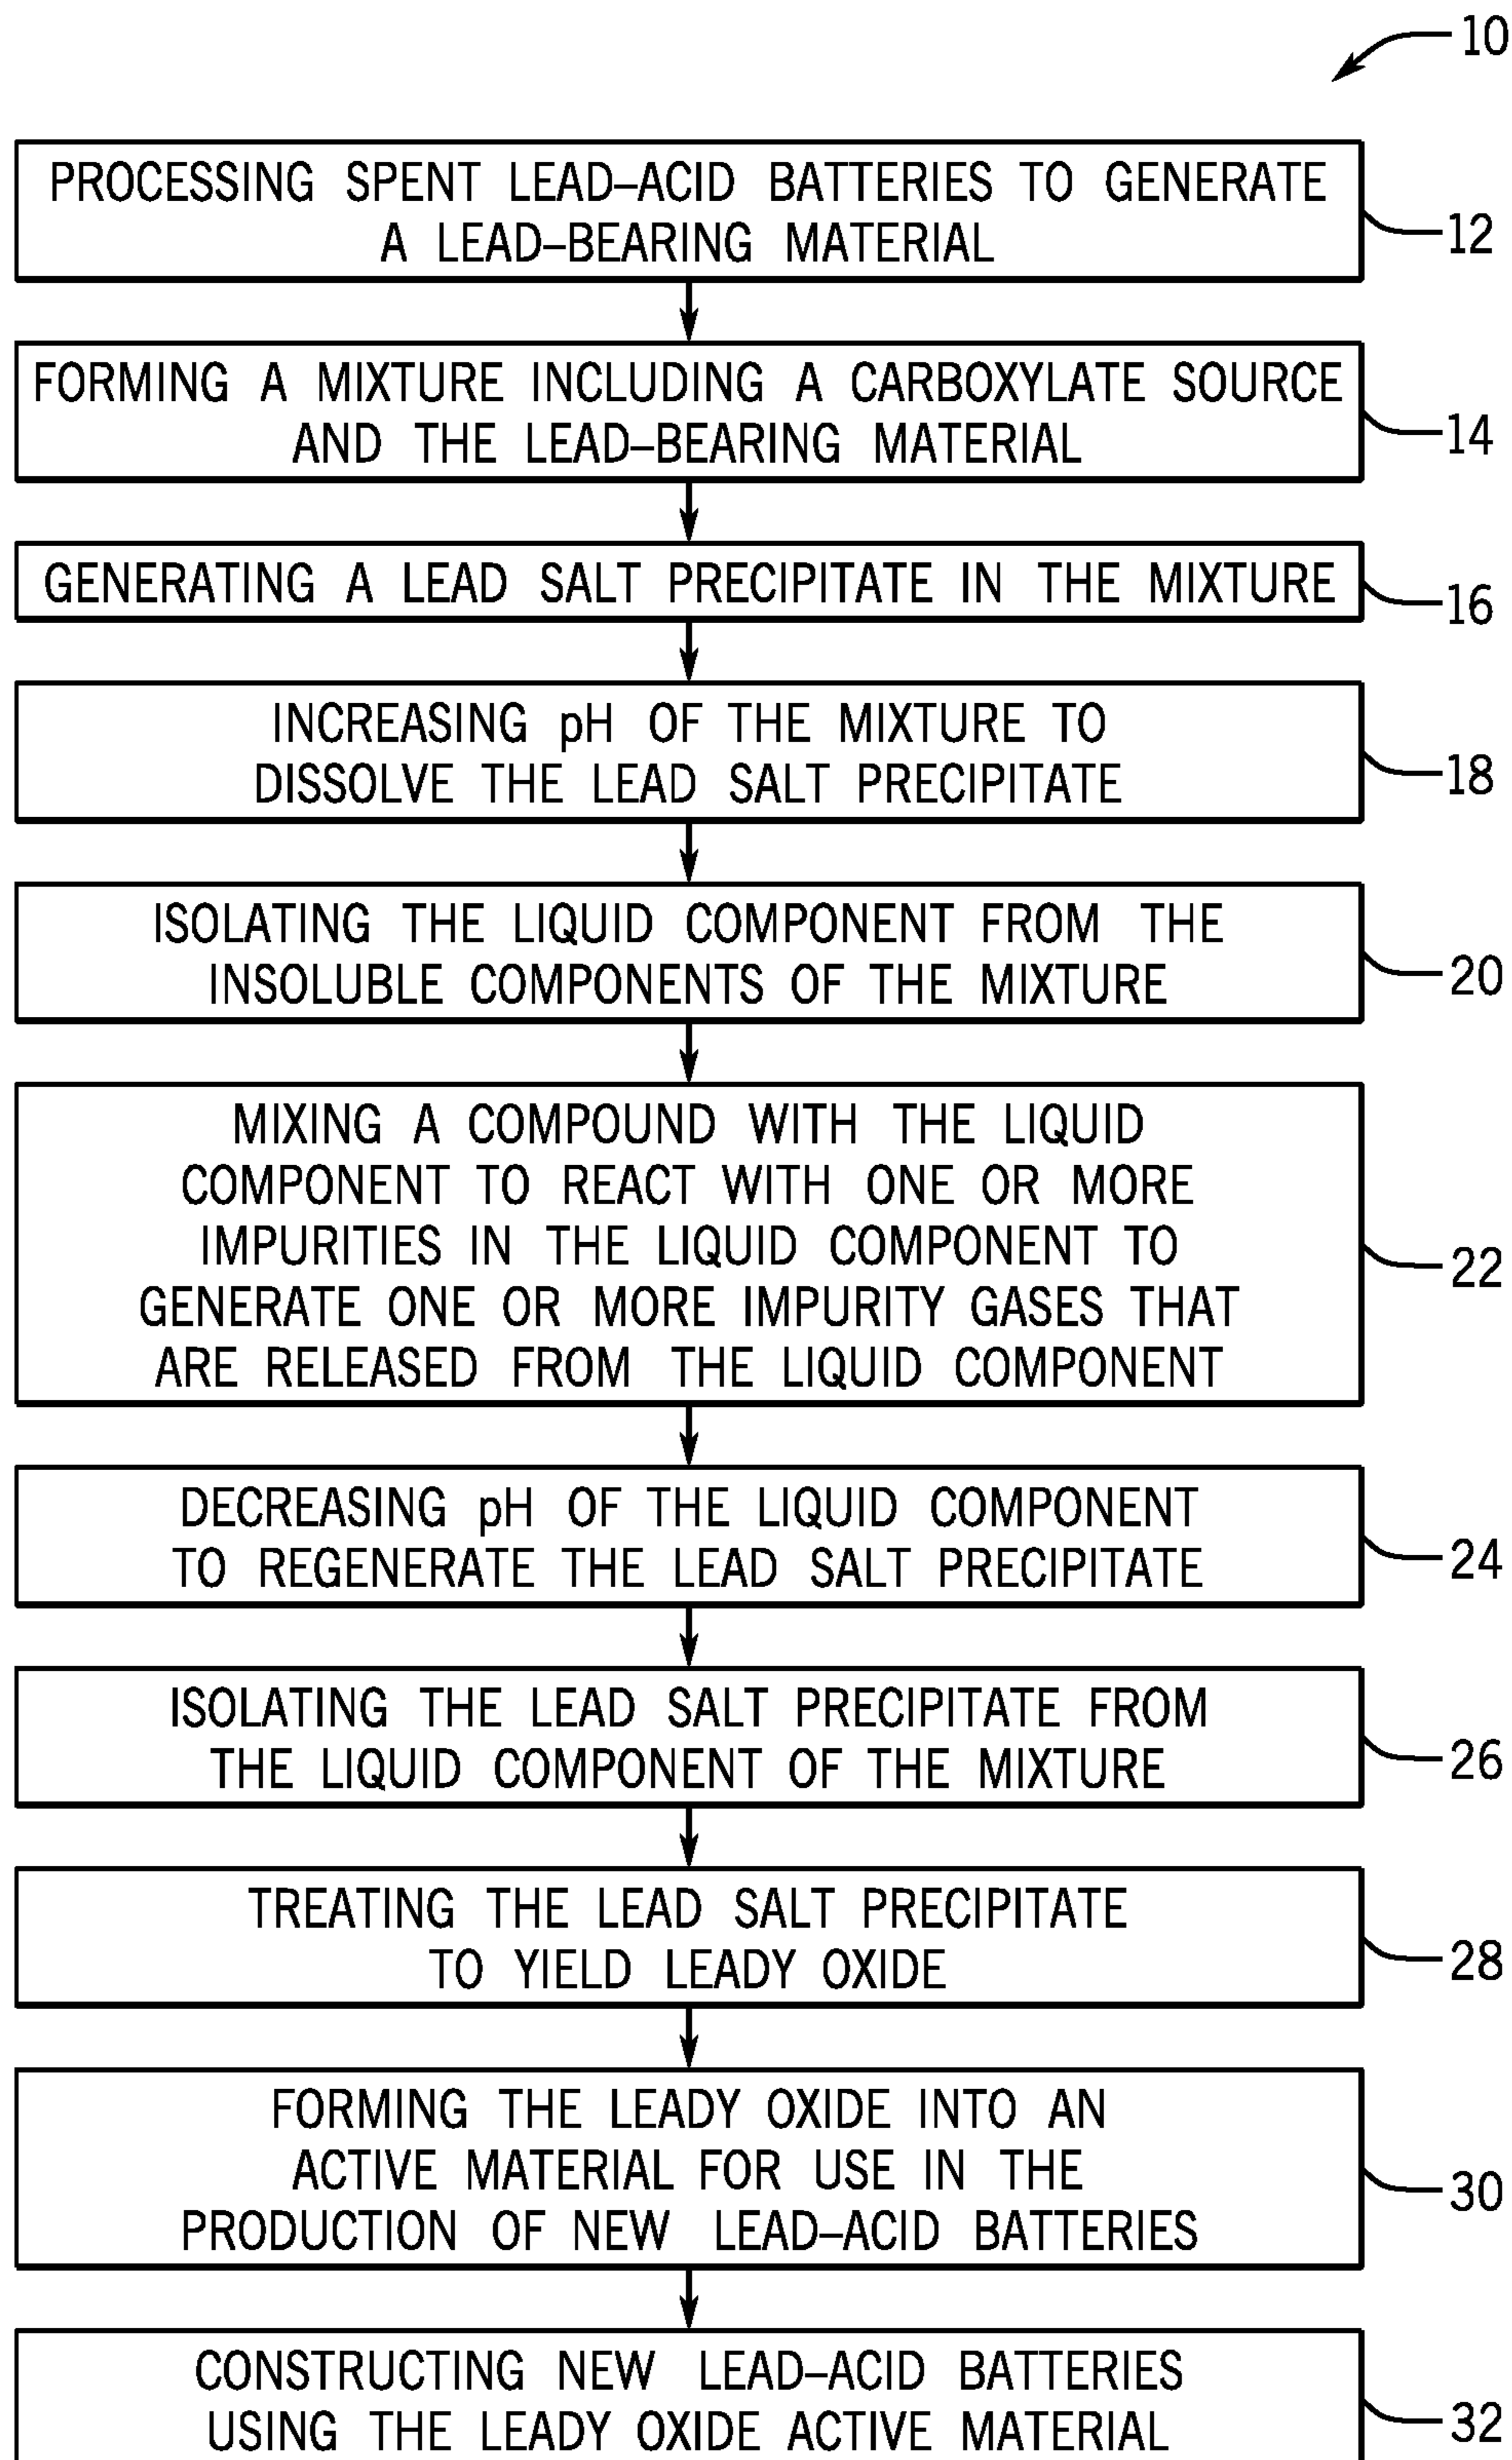 10
PROCESSING SPENT LEAD–ACID BATTERIES TO GENERATE
A LEAD–BEARING MATERIAL
12
FORMING A MIXTURE INCLUDING A CARBOXYLATE SOURCE
AND THE LEAD–BEARING MATERIAL
14
GENERATING A LEAD SALT PRECIPITATE IN THE MIXTURE
16
INCREASING pH OF THE MIXTURE TO
DISSOLVE THE LEAD SALT PRECIPITATE
18
ISOLATING THE LIQUID COMPONENT FROM THE
INSOLUBLE COMPONENTS OF THE MIXTURE
20
MIXING A COMPOUND WITH THE LIQUID
COMPONENT TO REACT WITH ONE OR MORE
IMPURITIES IN THE LIQUID COMPONENT TO
GENERATE ONE OR MORE IMPURITY GASES THAT
ARE RELEASED FROM THE LIQUID COMPONENT
22
DECREASING pH OF THE LIQUID COMPONENT
TO REGENERATE THE LEAD SALT PRECIPITATE
24
ISOLATING THE LEAD SALT PRECIPITATE FROM
THE LIQUID COMPONENT OF THE MIXTURE
26
TREATING THE LEAD SALT PRECIPITATE
TO YIELD LEADY OXIDE
28
FORMING THE LEADY OXIDE INTO AN
ACTIVE MATERIAL FOR USE IN THE
PRODUCTION OF NEW LEAD–ACID BATTERIES
30
CONSTRUCTING NEW LEAD–ACID BATTERIES
USING THE LEADY OXIDE ACTIVE MATERIAL
32